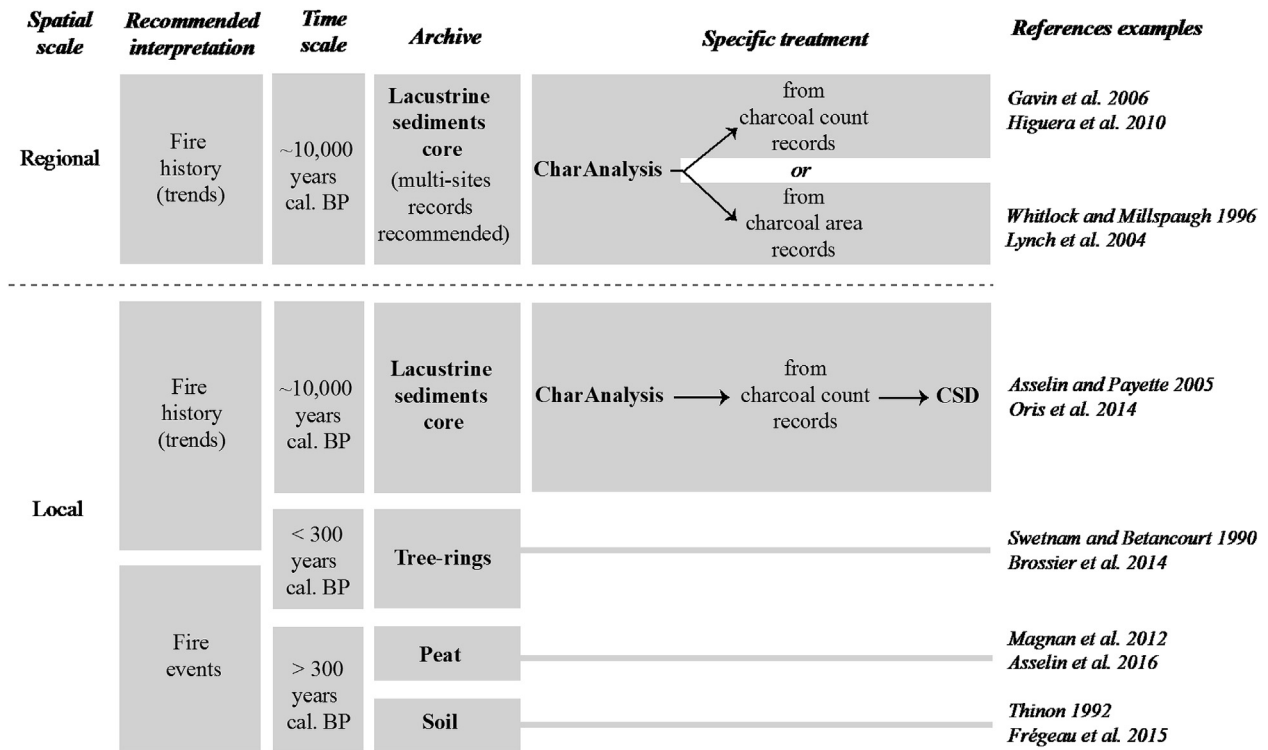 Spatial scale
Recommended interpretation
Time scale
Archive
Specific treatment
References examples
Regional
Fire
history
(trends)
~10,000
years
cal. BP
Lacustrine
sediments
core
(multi-sites
records
recommended)
CharAnalysis
from
charcoal count
records
or
from
charcoal area
records
Gavin et al. 2006
Higuera et al. 2010
Whitlock and Millspaugh 1996
Lynch et al. 2004
Local
Fire
history
(trends)
~10,000
years
cal. BP
Lacustrine
sediments
core
CharAnalysis
from
charcoal count
records
CSD
Asselin and Payette 2005
Oris et al. 2014
< 300
years
cal. BP
Tree-rings
Swetnam and Betancourt 1990
Brossier et al. 2014
Fire
events
> 300
years
cal. BP
Peat
Magnan et al. 2012
Asselin et al. 2016
Soil
Thinon 1992
Frégeau et al. 2015